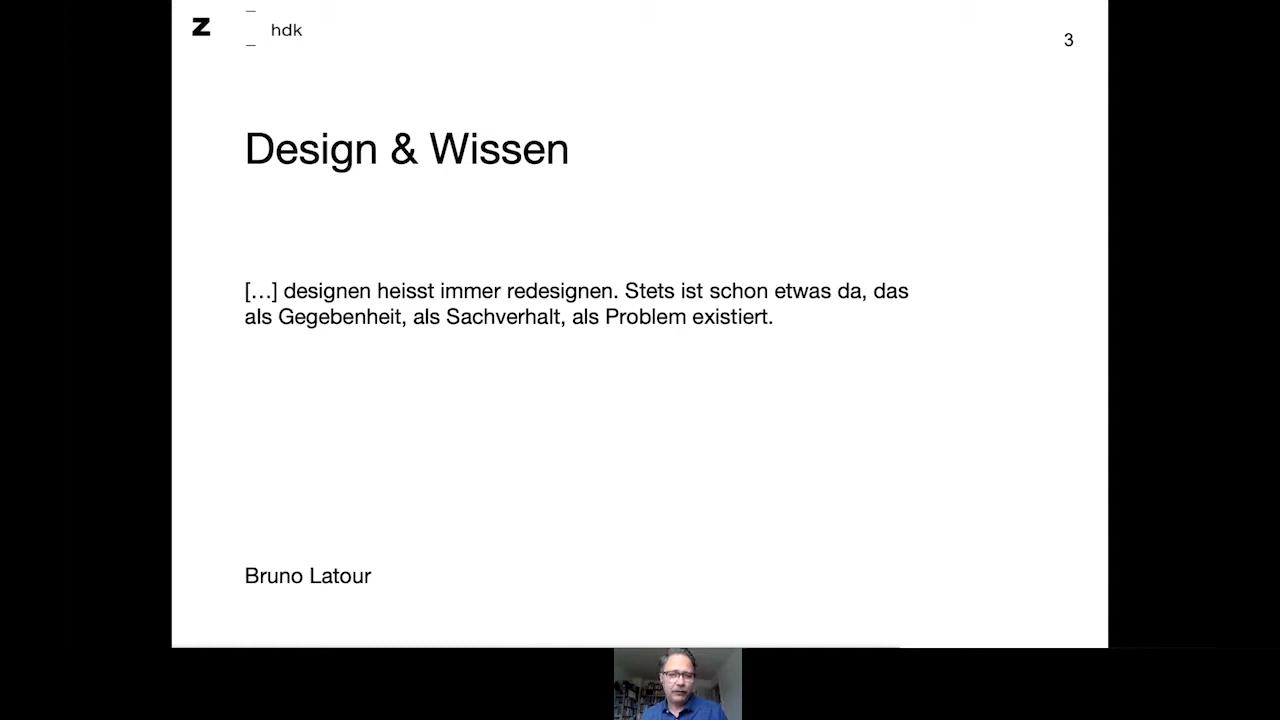 Z hdk
3
Design & Wissen
[…] designen heisst immer redesignen. Stets ist schon etwas da, das
als Gegebenheit, als Sachverhalt, als Problem existiert.
Bruno Latour